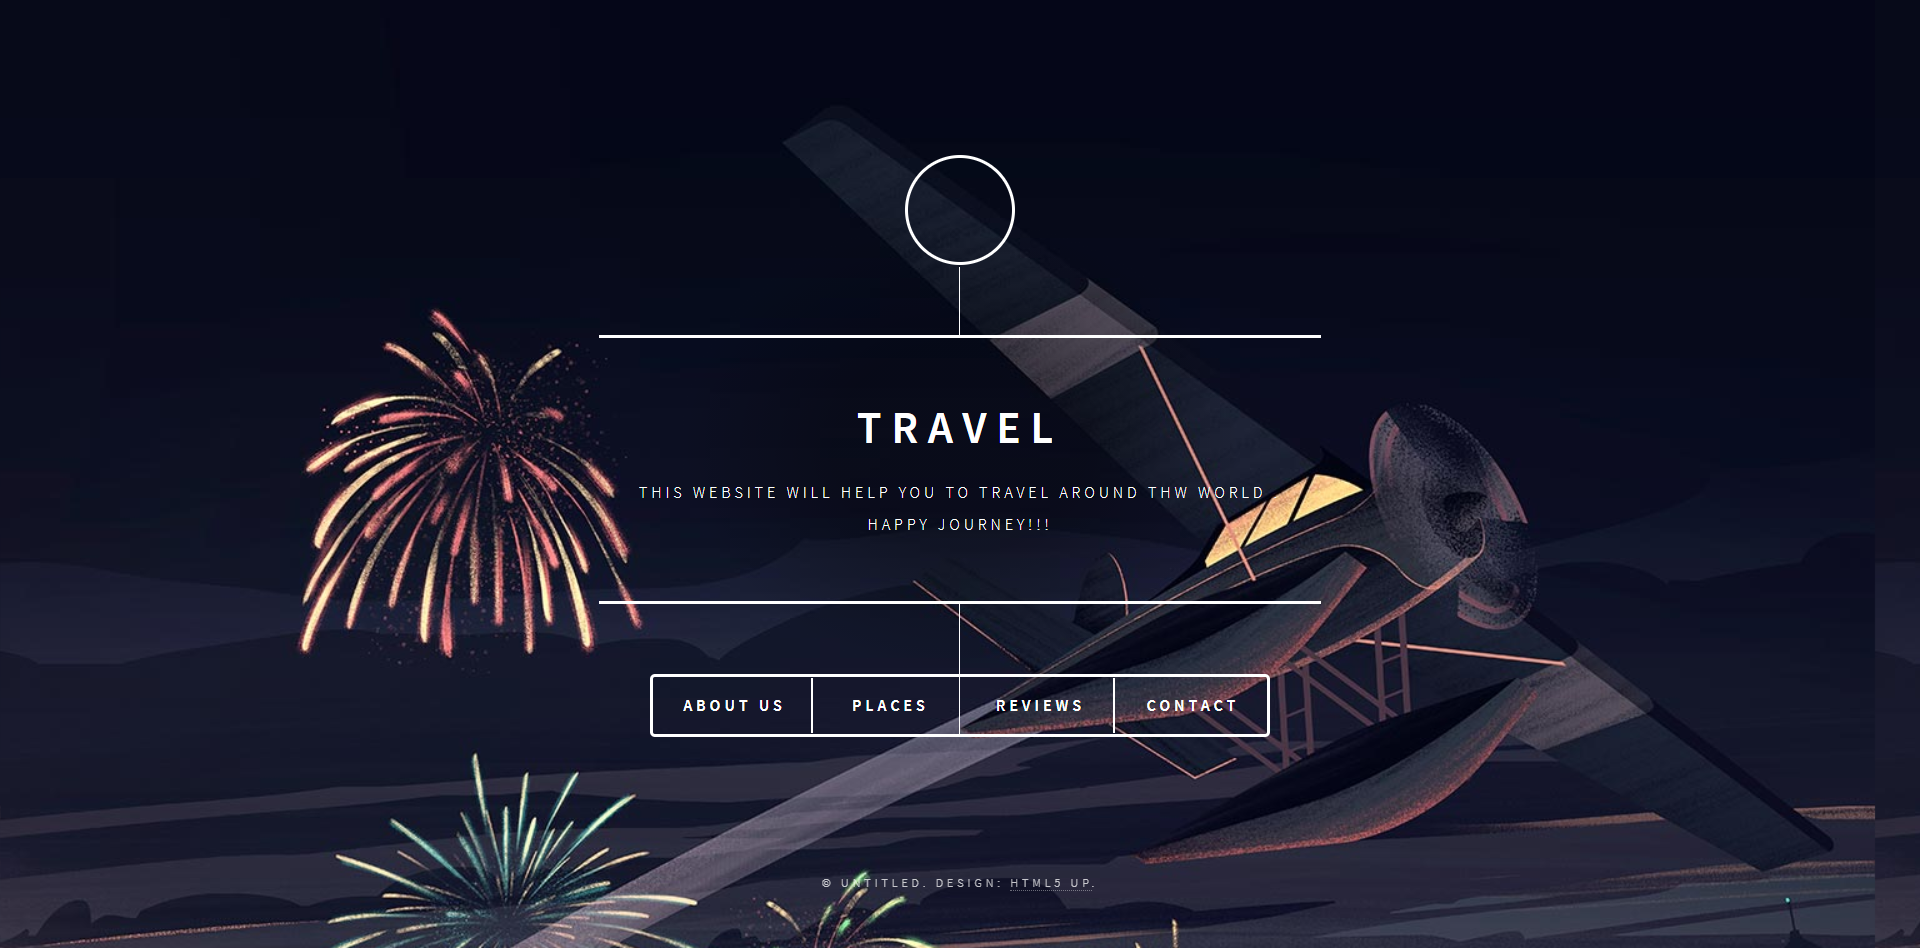 TRAVEL
THIS WEBSITE WILL HELP YOU TO TRAVEL AROUND THW WORLD
HAPPY JOURNEY!!!
ABOUT US PLACES REVIEWS CONTACT
© UNTITLED. DESIGN: HTML5 UP.